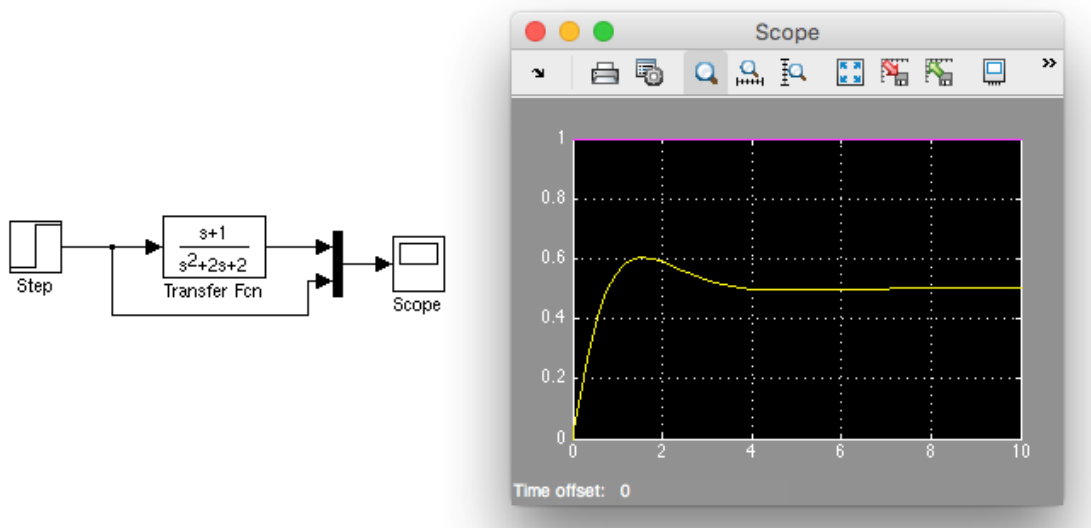 Step
s+1
s²+2s+2
Transfer Fcn
Scope
Scope
»
1
0.8
0.6
0.4
0.2
0
0 2 4 6 8 10
Time offset: 0